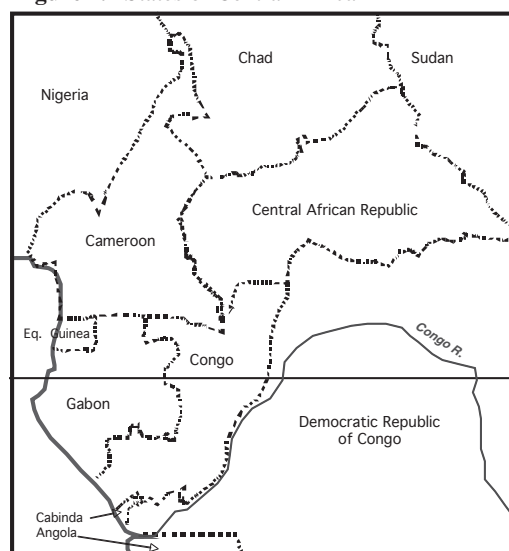 Chad
Sudan
Nigeria
Central African Republic
Cameroon
Eq. Guinea
Congo R.
Congo
Gabon
Democratic Republic
of Congo
Cabinda
Angola